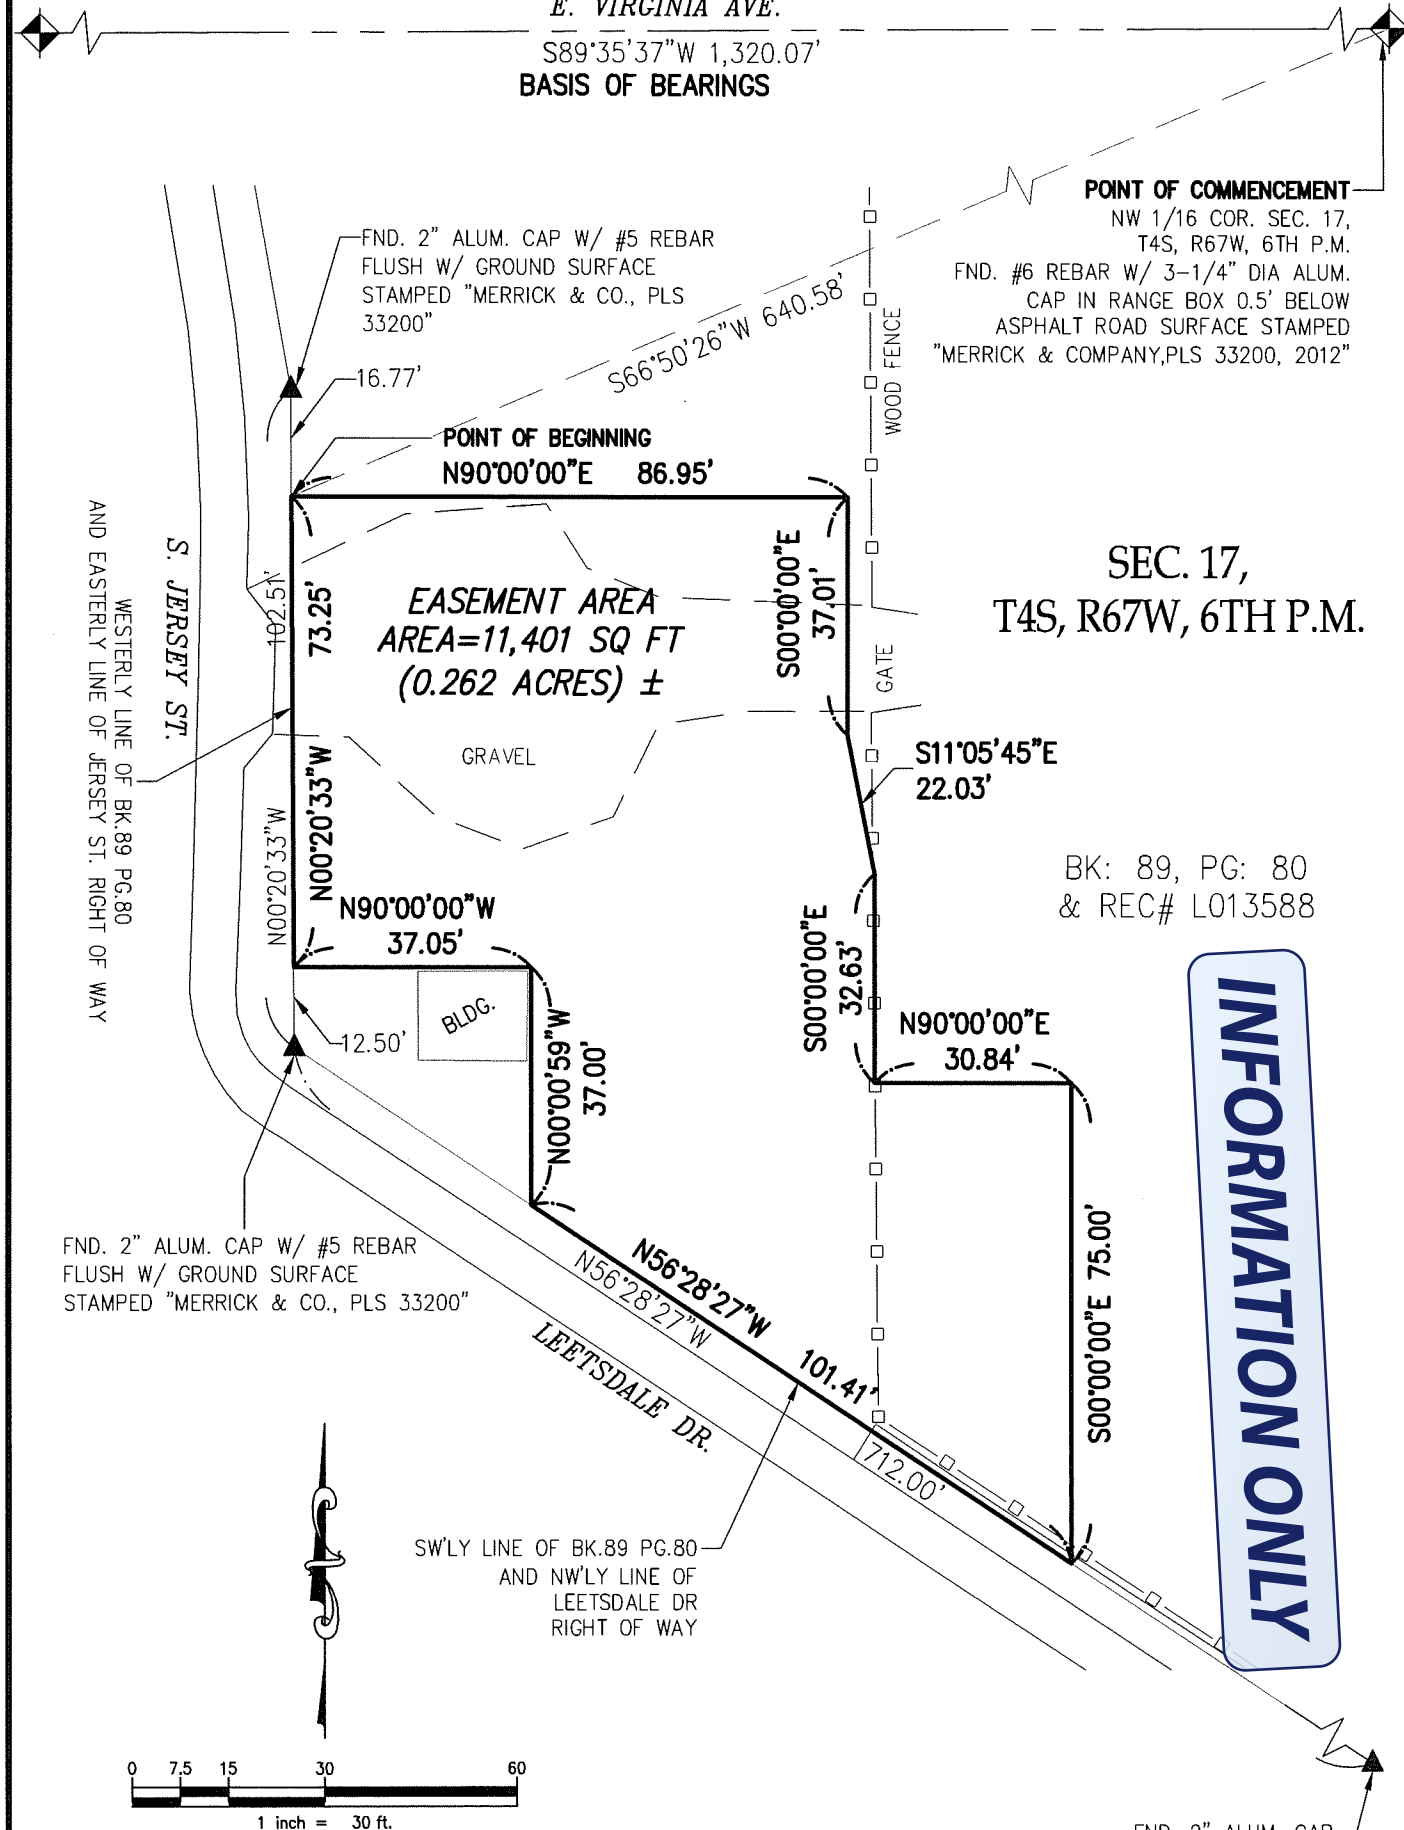 E. VIRGINIA AVE.
S89°35'37"W 1,320.07'
BASIS OF BEARINGS
POINT OF COMMENCEMENT
NW 1/16 COR. SEC. 17,
T4S, R67W, 6TH P.M.
FND. #6 REBAR W/ 3-1/4" DIA ALUM.
CAP IN RANGE BOX 0.5' BELOW
ASPHALT ROAD SURFACE STAMPED
"MERRICK & COMPANY,PLS 33200, 2012"
FND. 2" ALUM. CAP W/ #5 REBAR
FLUSH W/ GROUND SURFACE
STAMPED "MERRICK & CO., PLS
33200"
S66°50'26"W 640.58'
WOOD FENCE
16.77'
POINT OF BEGINNING
N90°00'00"E 86.95'
WESTERLY LINE OF BK.89 PG.80
AND EASTERLY LINE OF JERSEY ST. RIGHT OF WAY
S. JERSEY ST.
102.51'
N00°20'33"W
73.25'
N00°20'33"W
EASEMENT AREA
AREA=11,401 SQ FT
(0.262 ACRES) ±
S00°00'00"E
37.01'
GATE
SEC. 17,
T4S, R67W, 6TH P.M.
GRAVEL
S11°05'45"E
22.03'
BK: 89, PG: 80
& REC# L013588
N90°00'00"W
37.05'
S00°00'00"E
32.63'
BLDG.
12.50'
N00°00'59"W
37.00'
N90°00'00"E
30.84'
INFORMATION ONLY
FND. 2" ALUM. CAP W/ #5 REBAR
FLUSH W/ GROUND SURFACE
STAMPED "MERRICK & CO., PLS 33200"
S00°00'00"E 75.00'
N56°28'27"W 101.41'
N56°28'27"W 712.00'
LEETSDALE DR.
SW'LY LINE OF BK.89 PG.80
AND NW'LY LINE OF
LEETSDALE DR
RIGHT OF WAY
0 7.5 15 30 60
1 inch = 30 ft.
FND. 2" ALUM. CAP